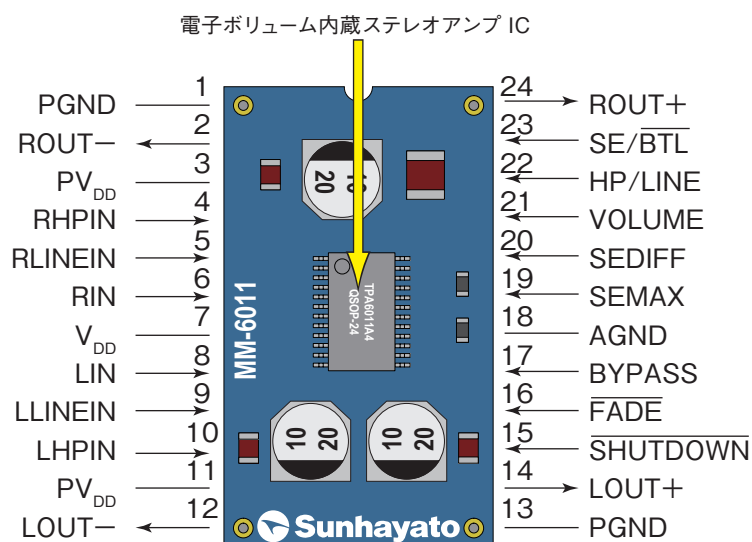 電子ボリューム内蔵ステレオアンプ IC
1 PGND
2 ROUT−
3 PVDD
4 RHPIN
5 RLINEIN
6 RIN
7 VDD
8 LIN
9 LLINEIN
10 LHPIN
11 PVDD
12 LOUT−
24 ROUT+
23 SE/BTL
22 HP/LINE
21 VOLUME
20 SEDIFF
19 SEMAX
18 AGND
17 BYPASS
16 FADE
15 SHUTDOWN
14 LOUT+
13 PGND
MM-6011
TPA6011A4
QSOP-24
10
20
10
20
10
20
Sunhayato